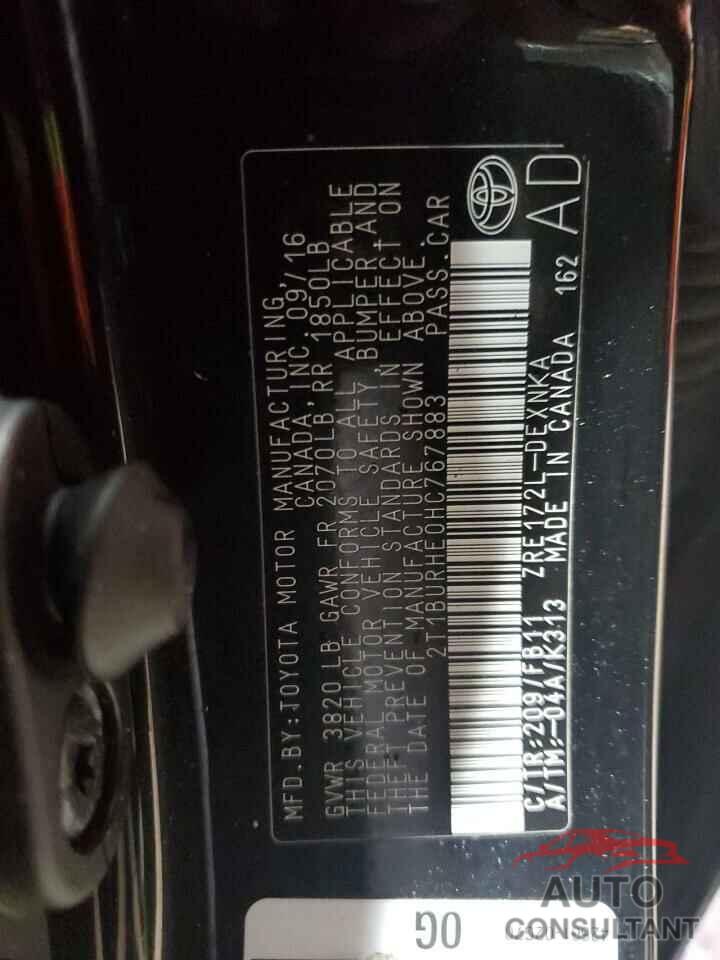 MFD.BY:TOYOTA MOTOR MANUFACTURING,
CANADA, INC. 09/16
GVWR 3820LB GAWR FR 2070LB RR 1850LB
THIS VEHICLE CONFORMS TO ALL APPLICABLE
FEDERAL MOTOR VEHICLE SAFETY, BUMPER, AND
THEFT PREVENTION STANDARDS IN EFFECT ON
THE DATE OF MANUFACTURE SHOWN ABOVE.
2T1BURHE0HC767883 PASS.CAR
C/TR:209/FB11 ZRE172L-DEXNKA
A/TM:-04A/K313 MADE IN CANADA 162
AD
OG
AUTO
CONSULTANT